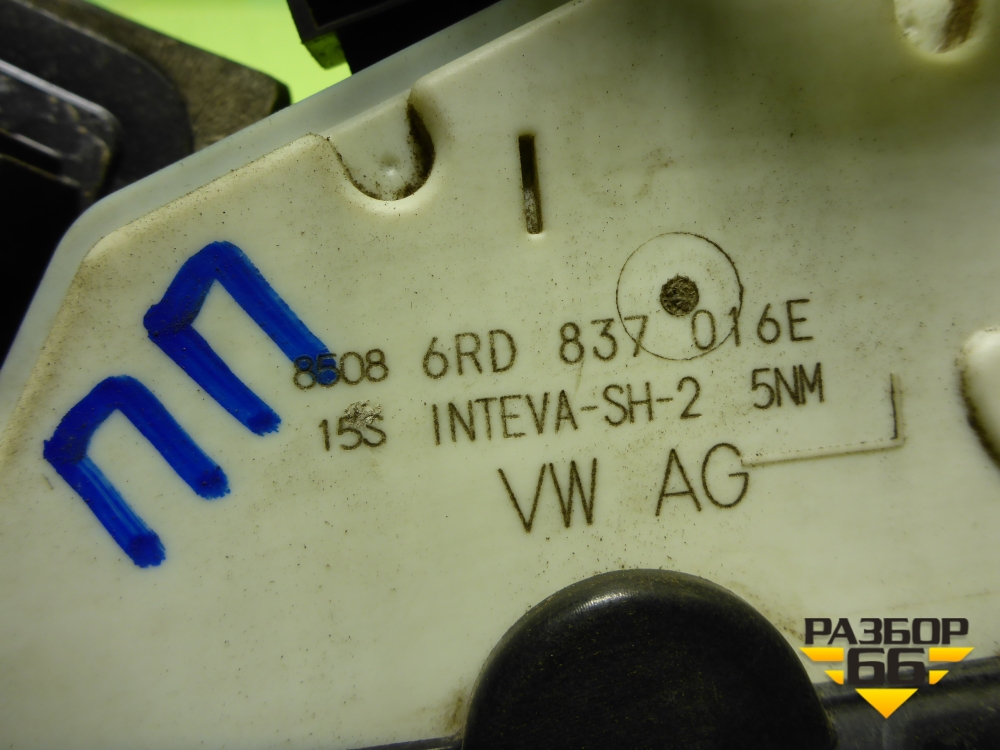 ПП
8508 6RD 837 016E
15S INTEVA-SH-2 5NM
VW AG
РАЗБОР
66